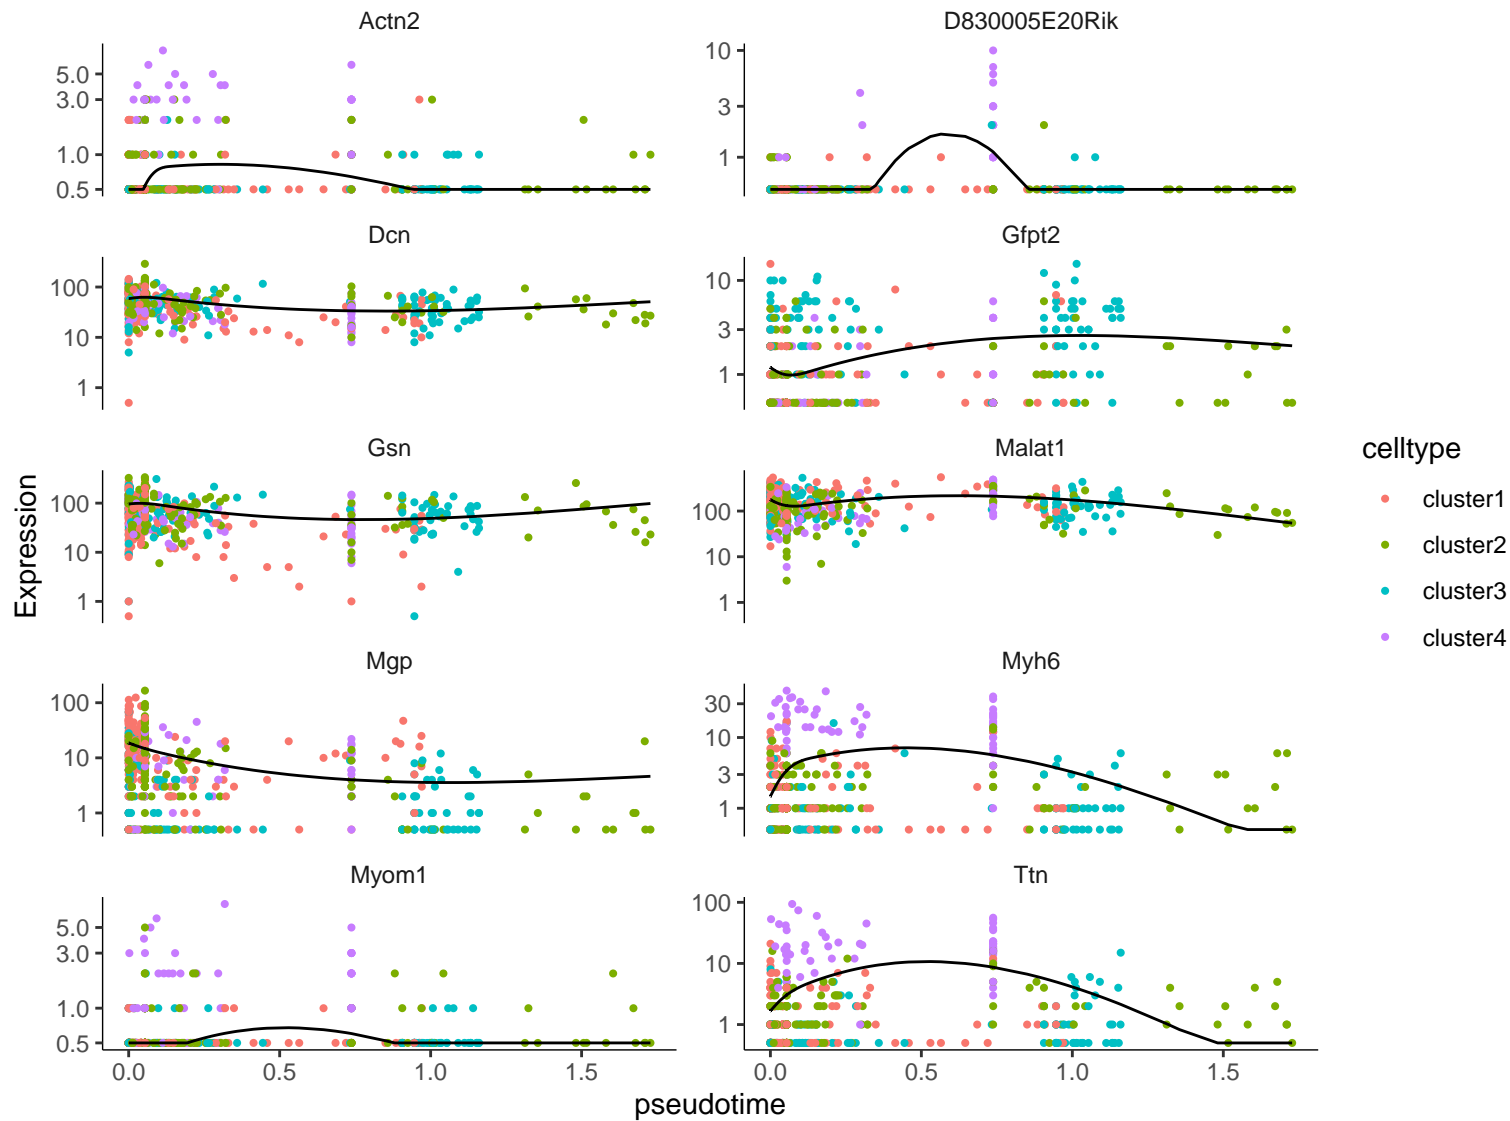 Actn2
D830005E20Rik
5.0
3.0
1.0
0.5
10
3
1
Dcn
Gfpt2
100
10
1
10
3
1
Gsn
Malat1
100
10
1
100
10
1
Mgp
Myh6
100
10
1
30
10
3
1
Myom1
Ttn
5.0
3.0
1.0
0.5
100
10
1
0.0 0.5 1.0 1.5
0.0 0.5 1.0 1.5
pseudotime
Expression
celltype
cluster1
cluster2
cluster3
cluster4